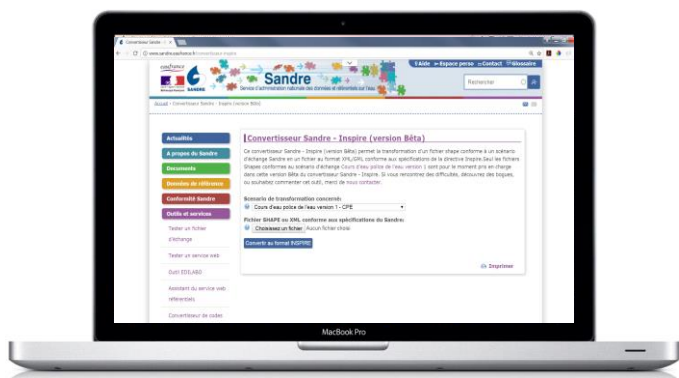 Convertisseur Sandre - In
www.sandre.eaufrance.fr/convertisseur-inspire
Aide Espace perso Contact Glossaire
eaufrance
SANDRE
Sandre
Service d'administration nationale des données et référentiels sur l'eau
Rechercher
Accueil › Convertisseur Sandre - Inspire (version Bêta)
Actualités
A propos du Sandre
Documents
Données de référence
Conformité Sandre
Outils et services
Tester un fichier
d'échange
Tester un service web
Outil EDILABO
Assistant du service web
référentiels
Convertisseur de codes
Convertisseur Sandre - Inspire (version Bêta)
Ce convertisseur Sandre - Inspire (version Bêta) permet la transformation d'un fichier shape conforme à un scénario
d'échange Sandre en un fichier au format XML/GML conforme aux spécifications de la directive Inspire.Seul les fichiers
Shapes conformes au scénario d'échange Cours d'eau police de l'eau version 1 sont pour le moment pris en charge
dans cette version Bêta du convertisseur Sandre - Inspire. Si vous rencontrez des difficultés, découvrez des bogues,
ou souhaitez commenter cet outil, merci de nous contacter.
Scenario de transformation concerné:
Cours d'eau police de l'eau version 1 - CPE
Fichier SHAPE ou XML conforme aux spécifications du Sandre:
Choisissez un fichier Aucun fichier choisi
Convertir au format INSPIRE
Imprimer
MacBook Pro